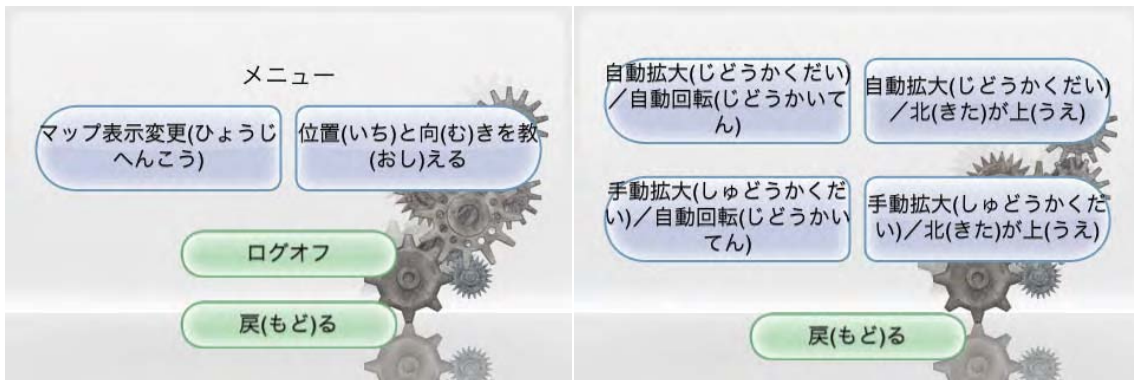 メニュー
マップ表示変更(ひょうじ
へんこう)
位置(いち)と向(む)きを教
(おし)える
ログオフ
戻(もど)る
自動拡大(じどうかくだい)
/自動回転(じどうかいて
ん)
自動拡大(じどうかくだい)
/北(きた)が上(うえ)
手動拡大(しゅどうかくだ
い)/自動回転(じどうかい
てん)
手動拡大(しゅどうかくだ
い)/北(きた)が上(うえ)
戻(もど)る